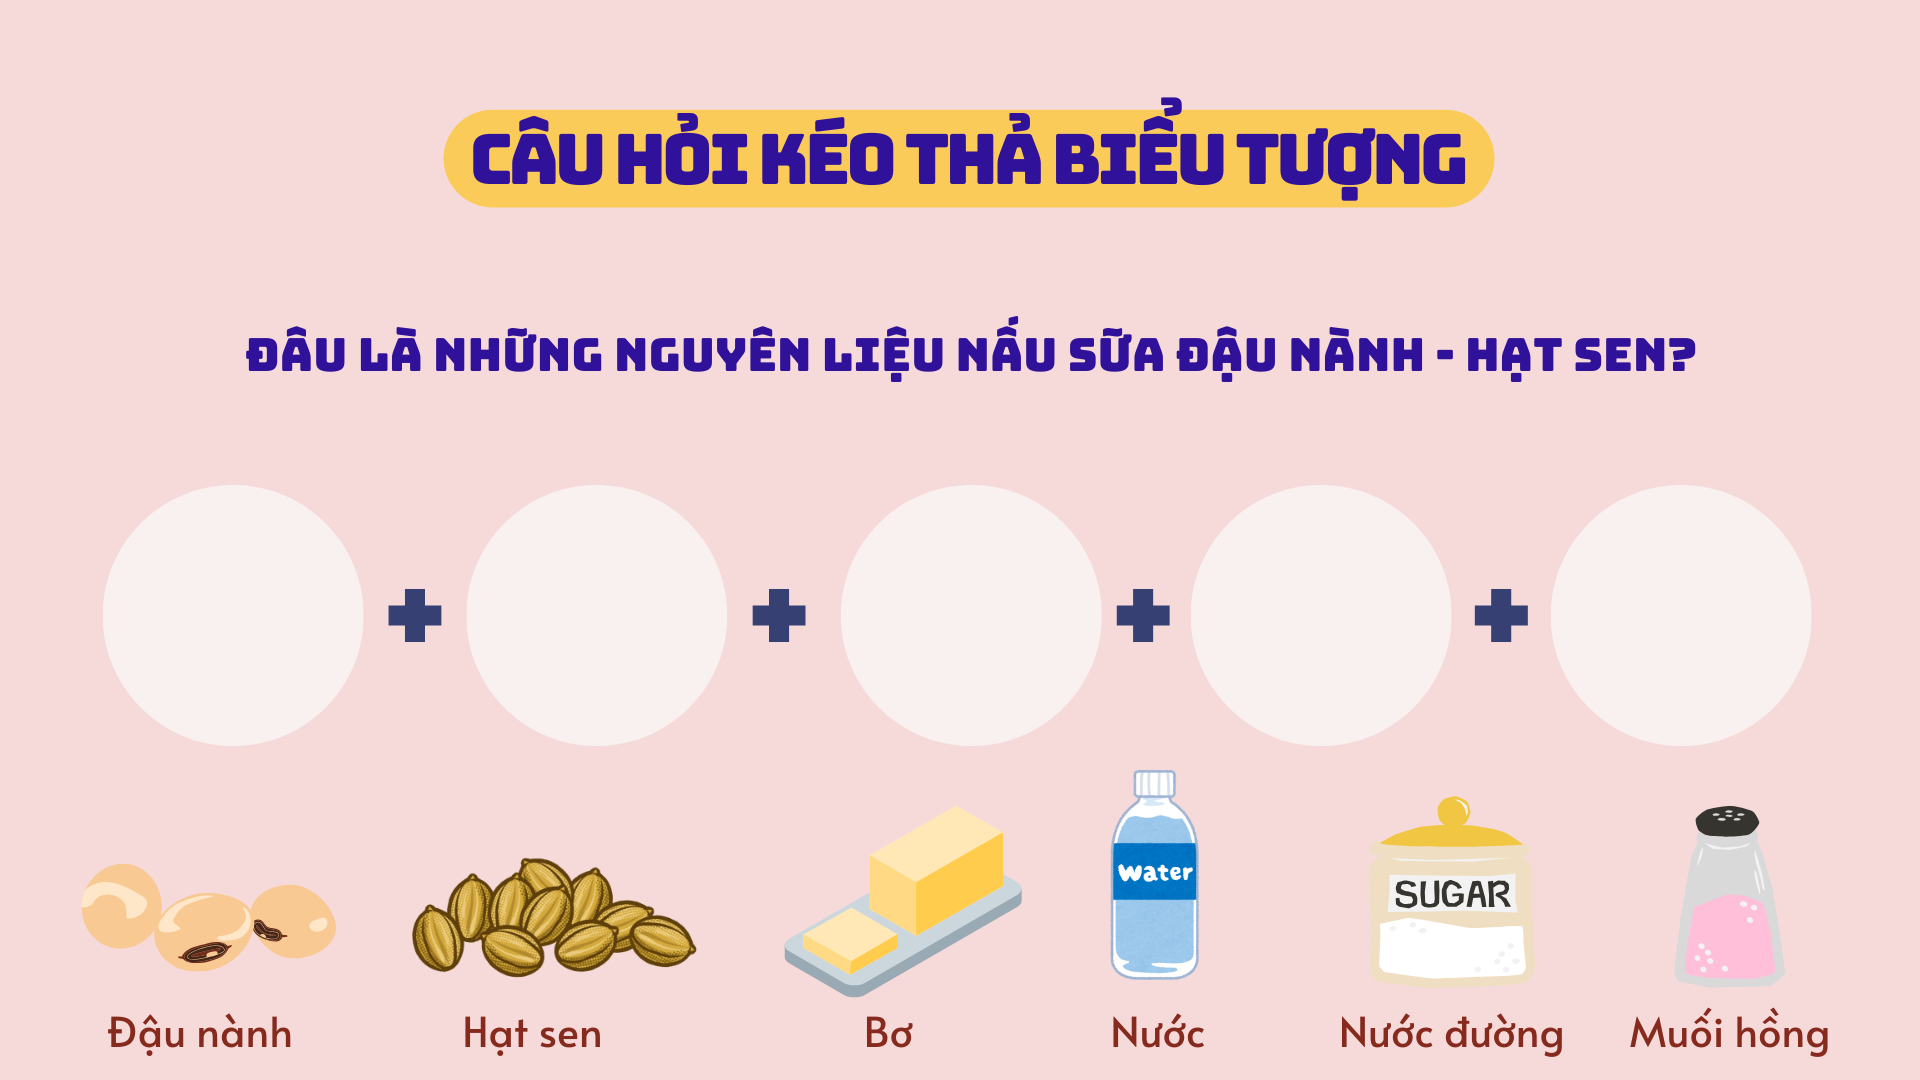 CÂU HỎI KÉO THẢ BIỂU TƯỢNG
ĐÂU LÀ NHỮNG NGUYÊN LIỆU NẤU SỮA ĐẬU NÀNH - HẠT SEN?
Water
SUGAR
Đậu nành
Hạt sen
Bơ
Nước
Nước đường
Muối hồng